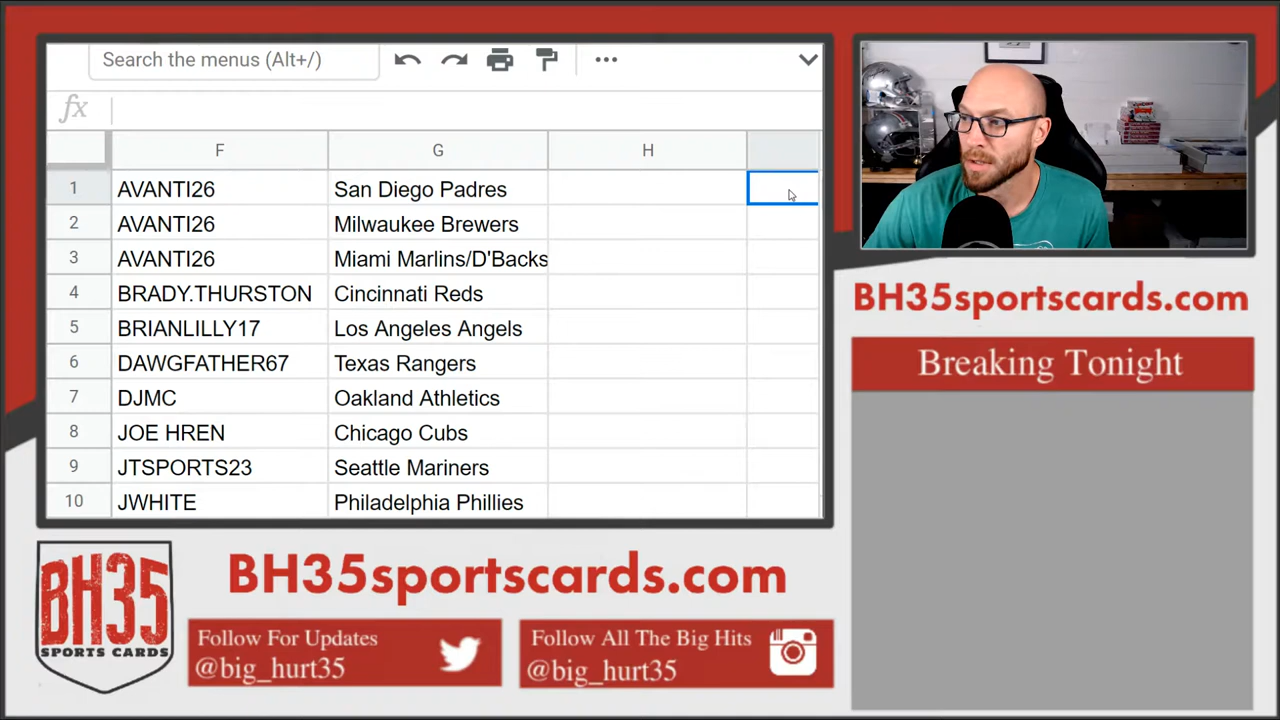 Search the menus (Alt+/)
fx
F G H
1 AVANTI26 San Diego Padres
2 AVANTI26 Milwaukee Brewers
3 AVANTI26 Miami Marlins/D'Backs
4 BRADY.THURSTON Cincinnati Reds
5 BRIANLILLY17 Los Angeles Angels
6 DAWGFATHER67 Texas Rangers
7 DJMC Oakland Athletics
8 JOE HREN Chicago Cubs
9 JTSPORTS23 Seattle Mariners
10 JWHITE Philadelphia Phillies
BH35sportscards.com
Breaking Tonight
BH35
SPORTS CARDS
BH35sportscards.com
Follow For Updates
@big_hurt35
Follow All The Big Hits
@big_hurt35